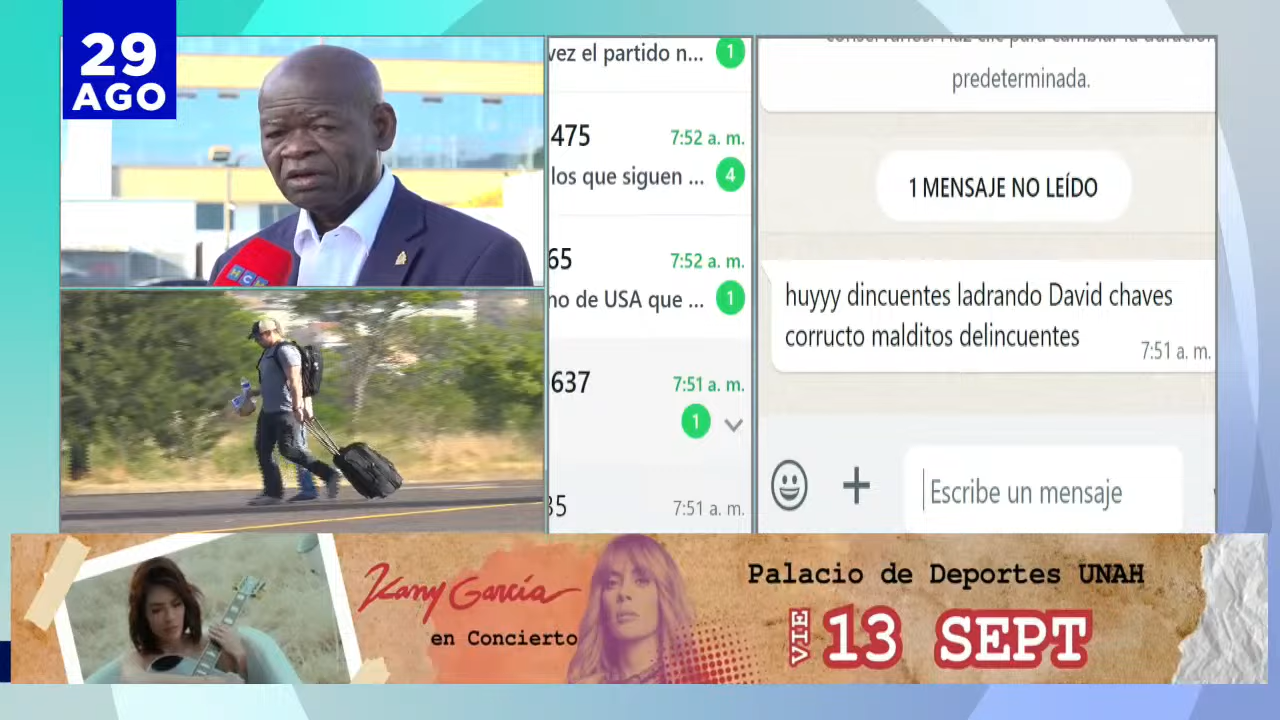 29
AGO
HCH
vez el partido n...
1
475
7:52 a. m.
los que siguen ...
4
65
7:52 a. m.
no de USA que ...
1
637
7:51 a. m.
1
7:51 a. m.
predeterminada.
1 MENSAJE NO LEÍDO
huyyy dincuentes ladrando David chaves
corructo malditos delincuentes
7:51 a. m.
Escribe un mensaje
Kany García
en Concierto
Palacio de Deportes UNAH
VIE 13 SEPT